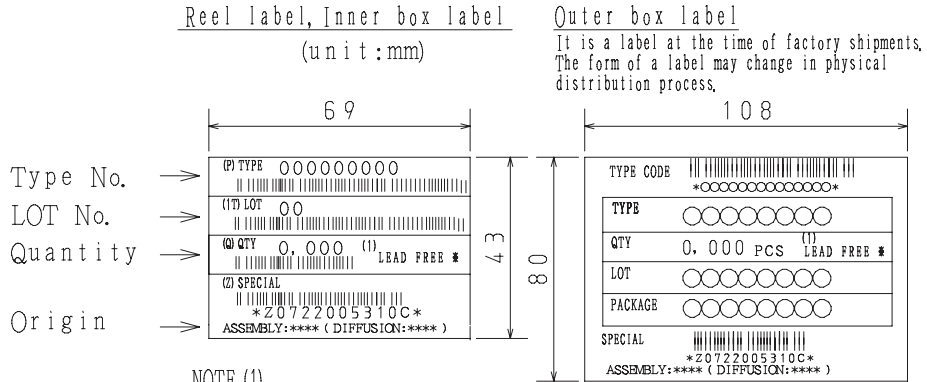 Reel label, Inner box label
(unit:mm)
Outer box label
It is a label at the time of factory shipments.
The form of a label may change in physical
distribution process.
69
108
Type No.
LOT No.
Quantity
Origin
(P) TYPE 000000000
(1T) LOT 00
(Q) QTY 0,000 (1) LEAD FREE *
(Z) SPECIAL
*Z0722005310C*
ASSEMBLY:**** (DIFFUSION:****)
43
80
TYPE CODE
*OOOOOOOOOOOOOO*
TYPE OOOOOOOO
QTY 0,000 PCS (1) LEAD FREE *
LOT OOOOOOOO
PACKAGE OOOOOOOO
SPECIAL
*Z0722005310C*
ASSEMBLY:**** (DIFFUSION:****)
NOTE (1)